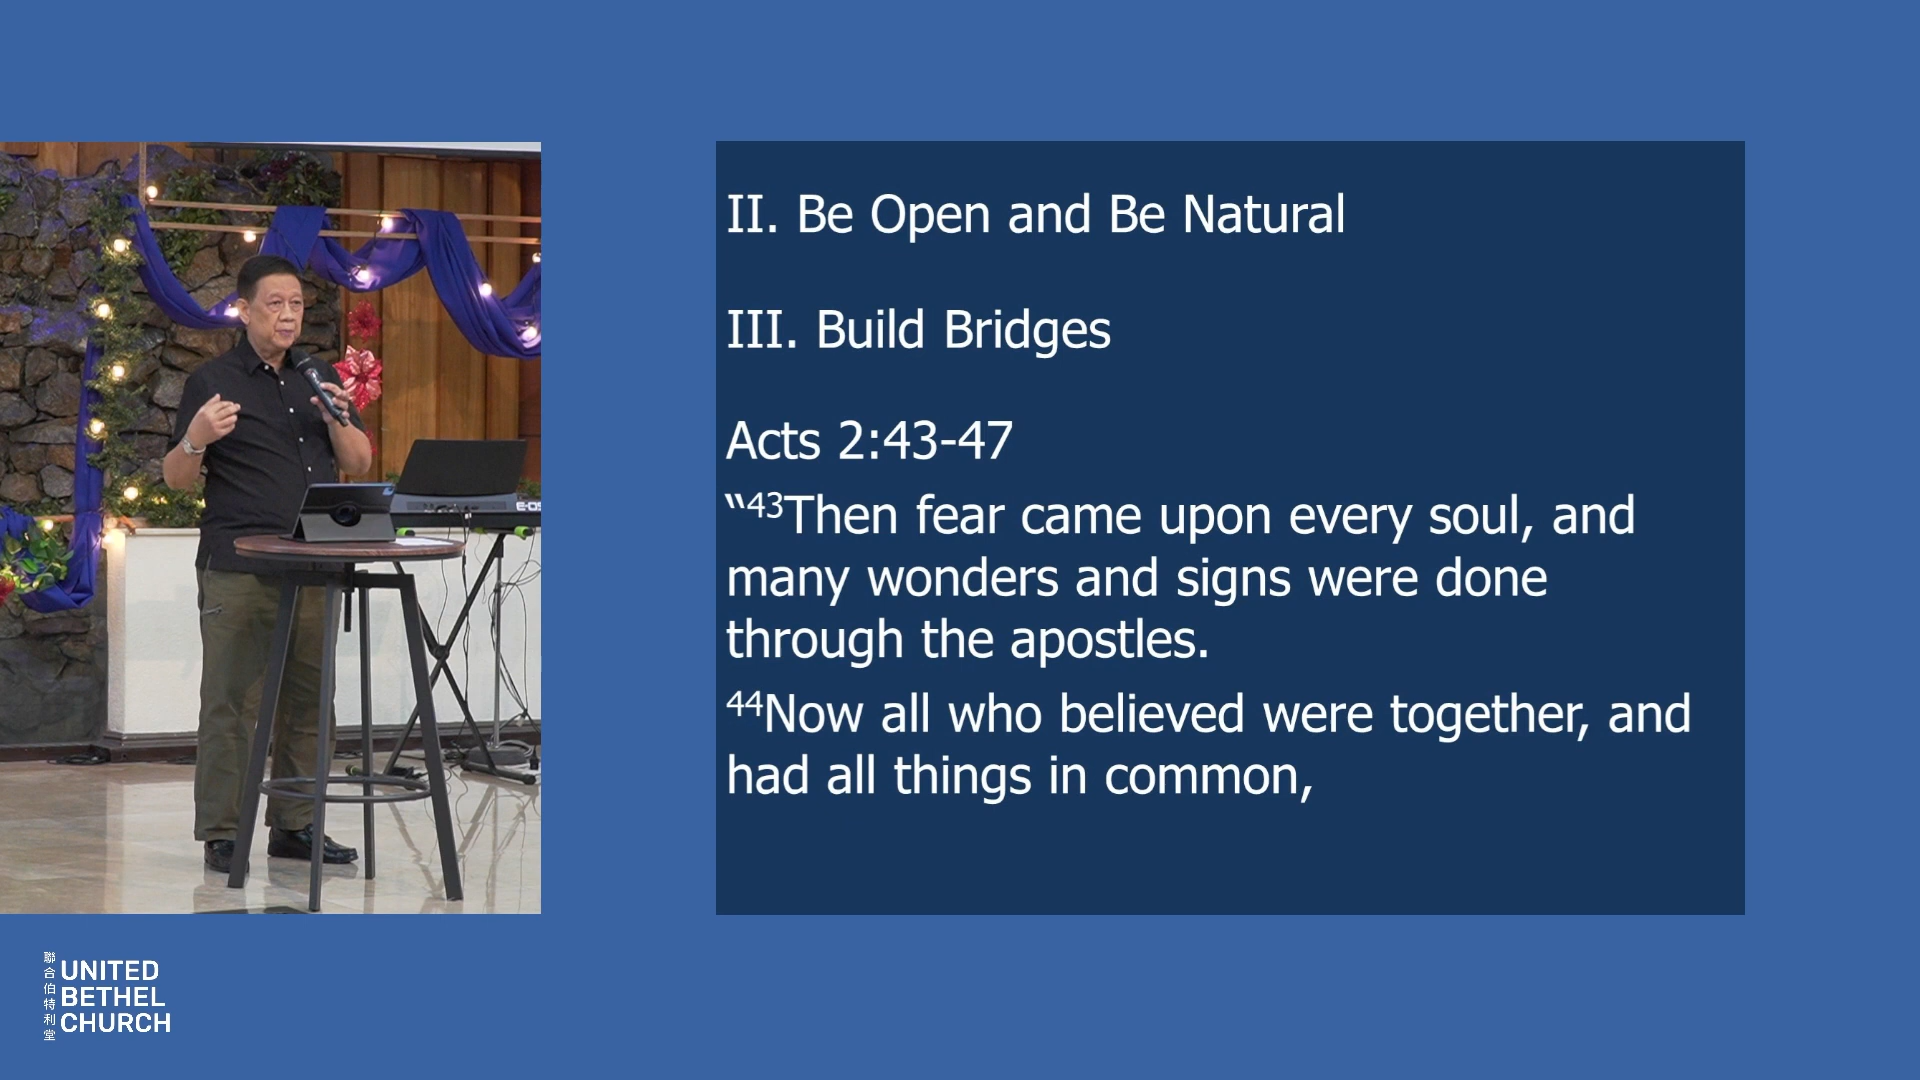 II. Be Open and Be Natural
III. Build Bridges
Acts 2:43-47
“⁴³Then fear came upon every soul, and
many wonders and signs were done
through the apostles.
⁴⁴Now all who believed were together, and
had all things in common,
聯合伯特利堂
UNITED
BETHEL
CHURCH